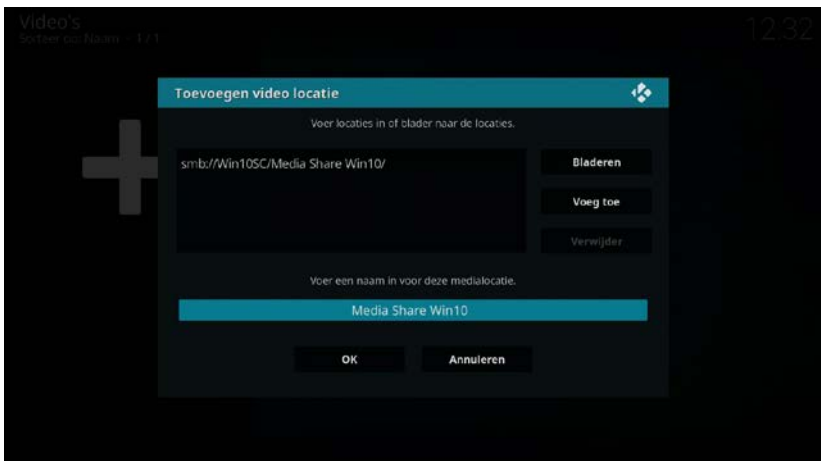 Video's
Sorteer op: Naam - 1 / 1
12:32
Toevoegen video locatie
Voer locaties in of blader naar de locaties.
smb://Win10SC/Media Share Win10/
Bladeren
Voeg toe
Verwijder
Voer een naam in voor deze medialocatie.
Media Share Win10
OK
Annuleren